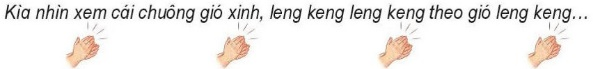 Kìa nhìn xem cái chuông gió xinh, leng keng leng keng theo gió leng keng...